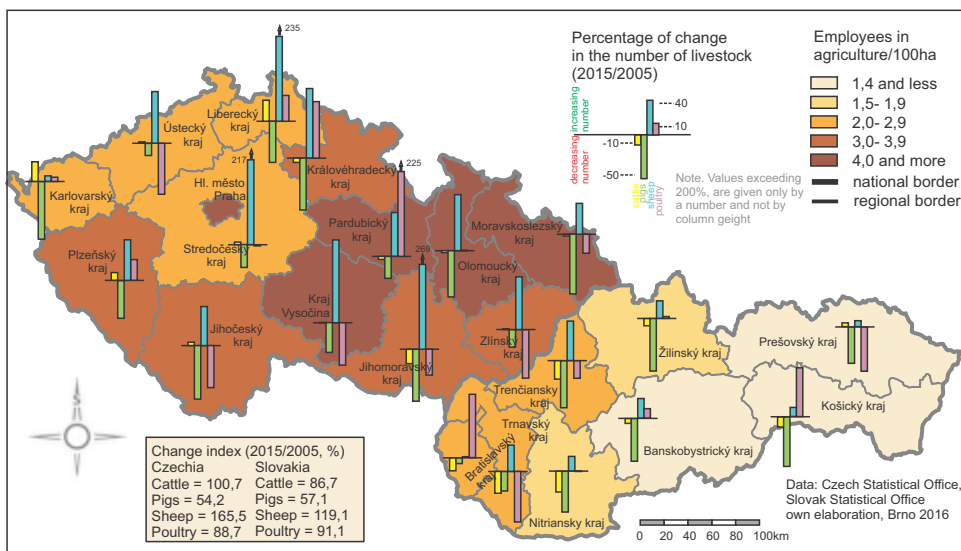 235
Percentage of change
in the number of livestock
(2015/2005)
increasing
number
decreasing
number
40
10
-10
-50
cattle
pigs
sheep
poultry
Note. Values exceeding
200%, are given only by
a number and not by
column geight
Employees in
agriculture/100ha
1,4 and less
1,5- 1,9
2,0- 2,9
3,0- 3,9
4,0 and more
national border
regional border
Liberecký
kraj
Ústecký
kraj
217
225
Karlovarský
kraj
Hl. město
Praha
Královéhradecký
kraj
Pardubický
kraj
Moravskoslezský
kraj
Plzeňský
kraj
Stredočeský
kraj
269
Olomoucký
kraj
Kraj
Vysočina
Jihočeský
kraj
Jihomoravský
kraj
Zlínský
kraj
Žilinský kraj
Prešovský kraj
Trenčiansky
kraj
Košický kraj
Trnavský
kraj
Bratislavský
kraj
Banskobystrický kraj
Nitriansky kraj
Change index (2015/2005, %)
Czechia Slovakia
Cattle = 100,7 Cattle = 86,7
Pigs = 54,2 Pigs = 57,1
Sheep = 165,5 Sheep = 119,1
Poultry = 88,7 Poultry = 91,1
Data: Czech Statistical Office,
Slovak Statistical Office
own elaboration, Brno 2016
0 20 40 60 80 100km